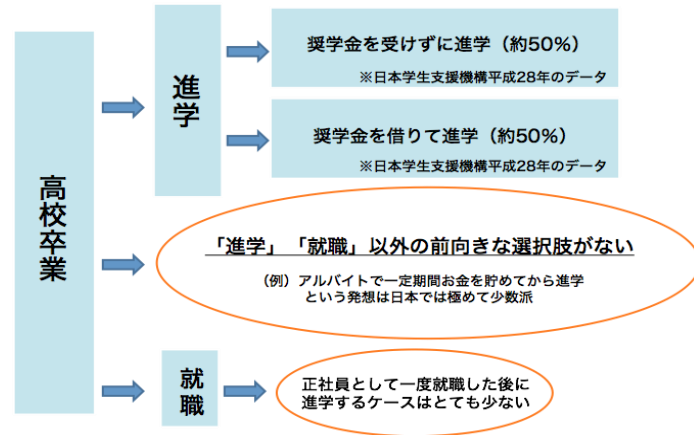 高校卒業
進学
奨学金を受けずに進学（約50%）
※日本学生支援機構平成28年のデータ
奨学金を借りて進学（約50%）
※日本学生支援機構平成28年のデータ
「進学」「就職」以外の前向きな選択肢がない
（例）アルバイトで一定期間お金を貯めてから進学
という発想は日本では極めて少数派
就職
正社員として一度就職した後に
進学するケースはとても少ない